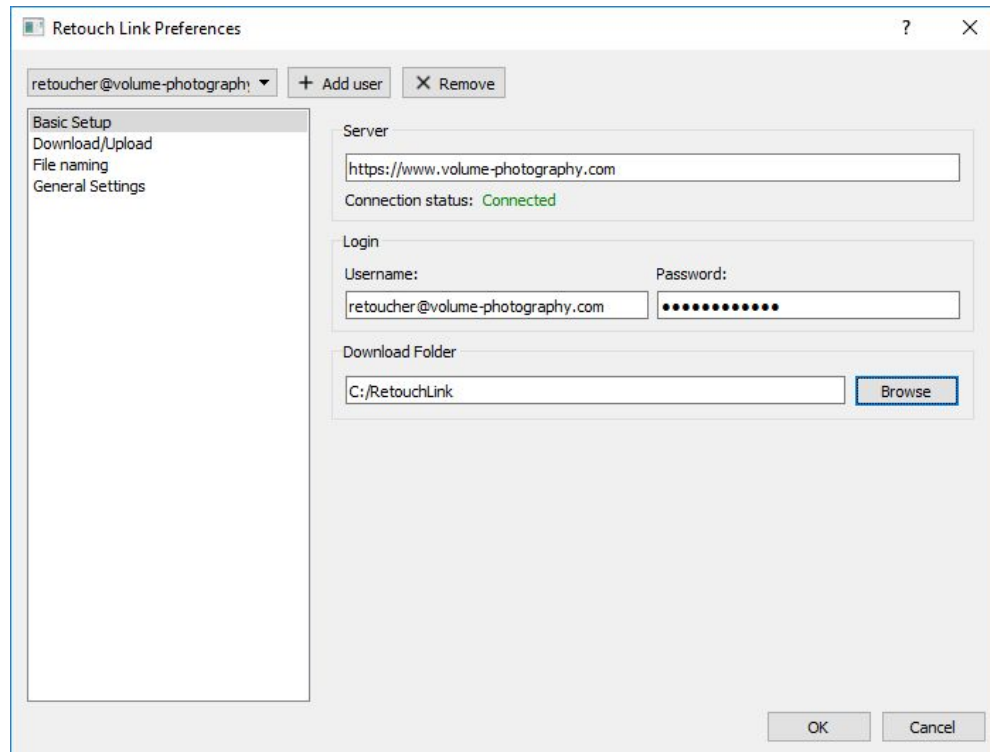 Retouch Link Preferences
retoucher@volume-photography
+ Add user
Remove
Basic Setup
Download/Upload
File naming
General Settings
Server
https://www.volume-photography.com
Connection status: Connected
Login
Username: Password:
retoucher@volume-photography.com ●●●●●●●●●●●●
Download Folder
C:/RetouchLink
Browse
OK
Cancel